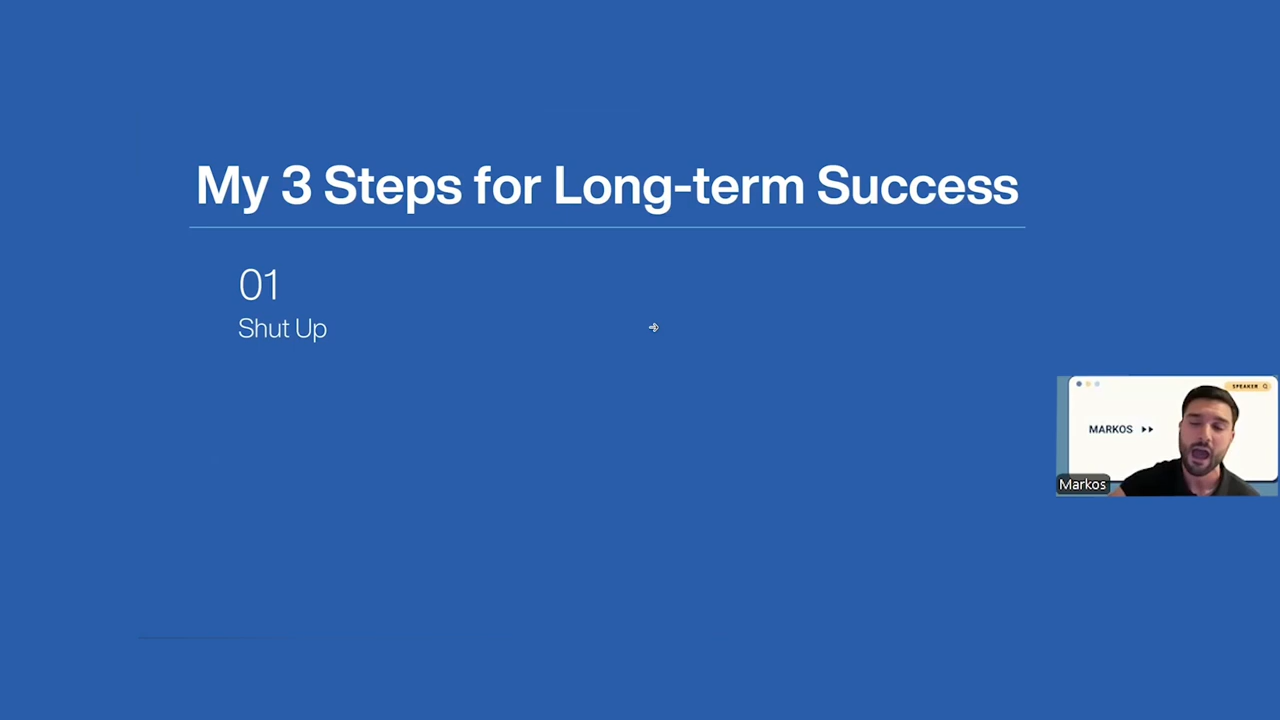 My 3 Steps for Long-term Success
01
Shut Up
SPEAKER
MARKOS
Markos